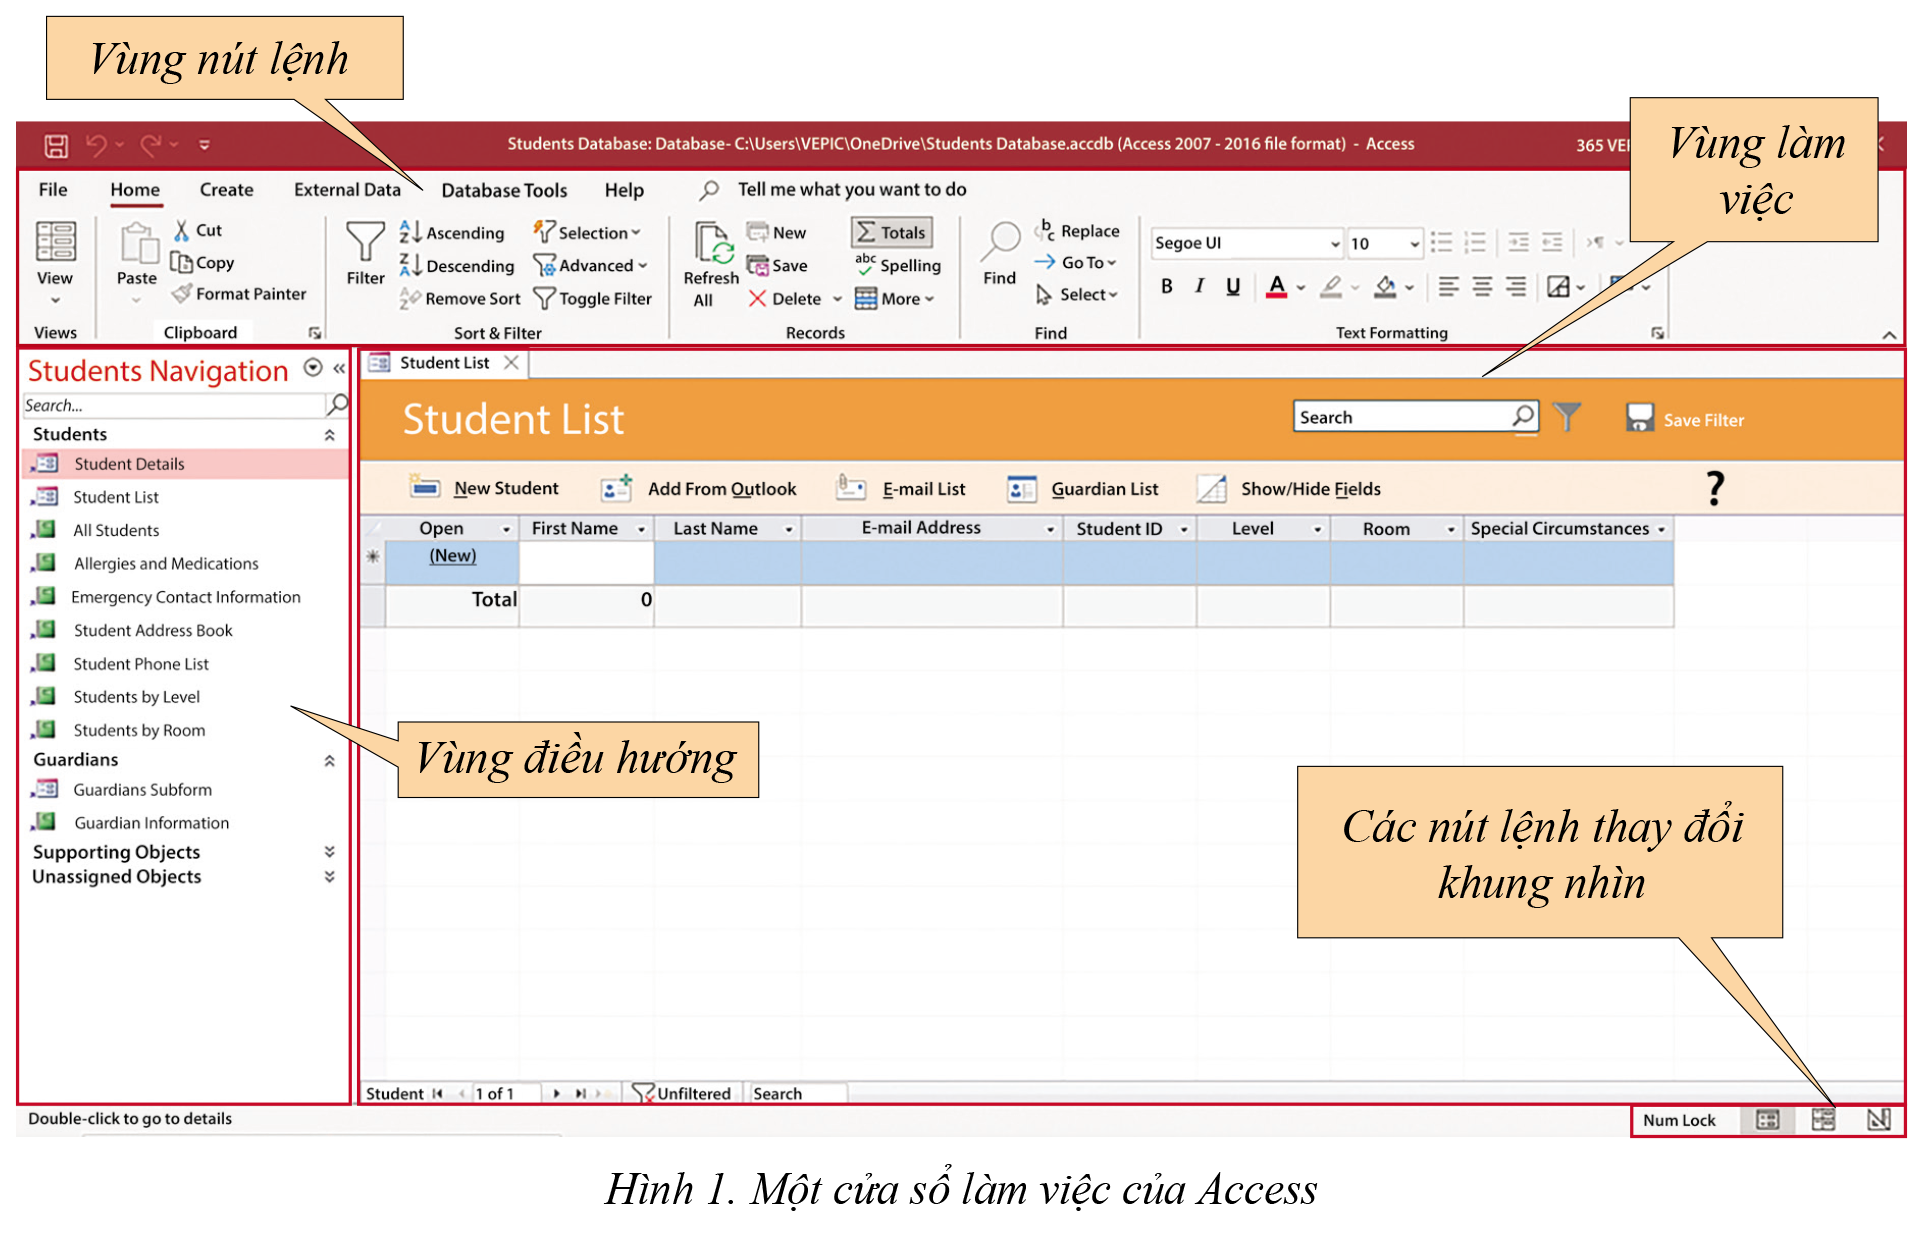 Vùng nút lệnh
Students Database: Database- C:\Users\VEPIC\OneDrive\Students Database.accdb (Access 2007 - 2016 file format) - Access
365
Vùng làm
việc
File Home Create External Data Database Tools Help Tell me what you want to do
View
Views
Paste
Cut
Copy
Format Painter
Clipboard
Filter
Ascending
Descending
Remove Sort
Selection
Advanced
Toggle Filter
Sort & Filter
Refresh
All
New
Save
Delete
Totals
Spelling
More
Records
Find
Replace
Go To
Select
Find
Segoe UI 10
B I U A
Text Formatting
Students Navigation
Search...
Students
Student Details
Student List
All Students
Allergies and Medications
Emergency Contact Information
Student Address Book
Student Phone List
Students by Level
Students by Room
Guardians
Guardians Subform
Guardian Information
Supporting Objects
Unassigned Objects
Vùng điều hướng
Student List
Student List
Search
Save Filter
New Student Add From Outlook E-mail List Guardian List Show/Hide Fields ?
Open First Name Last Name E-mail Address Student ID Level Room Special Circumstances
(New)
Total 0
Các nút lệnh thay đổi
khung nhìn
Student 1 of 1 Unfiltered Search
Double-click to go to details
Num Lock
Hình 1. Một cửa sổ làm việc của Access